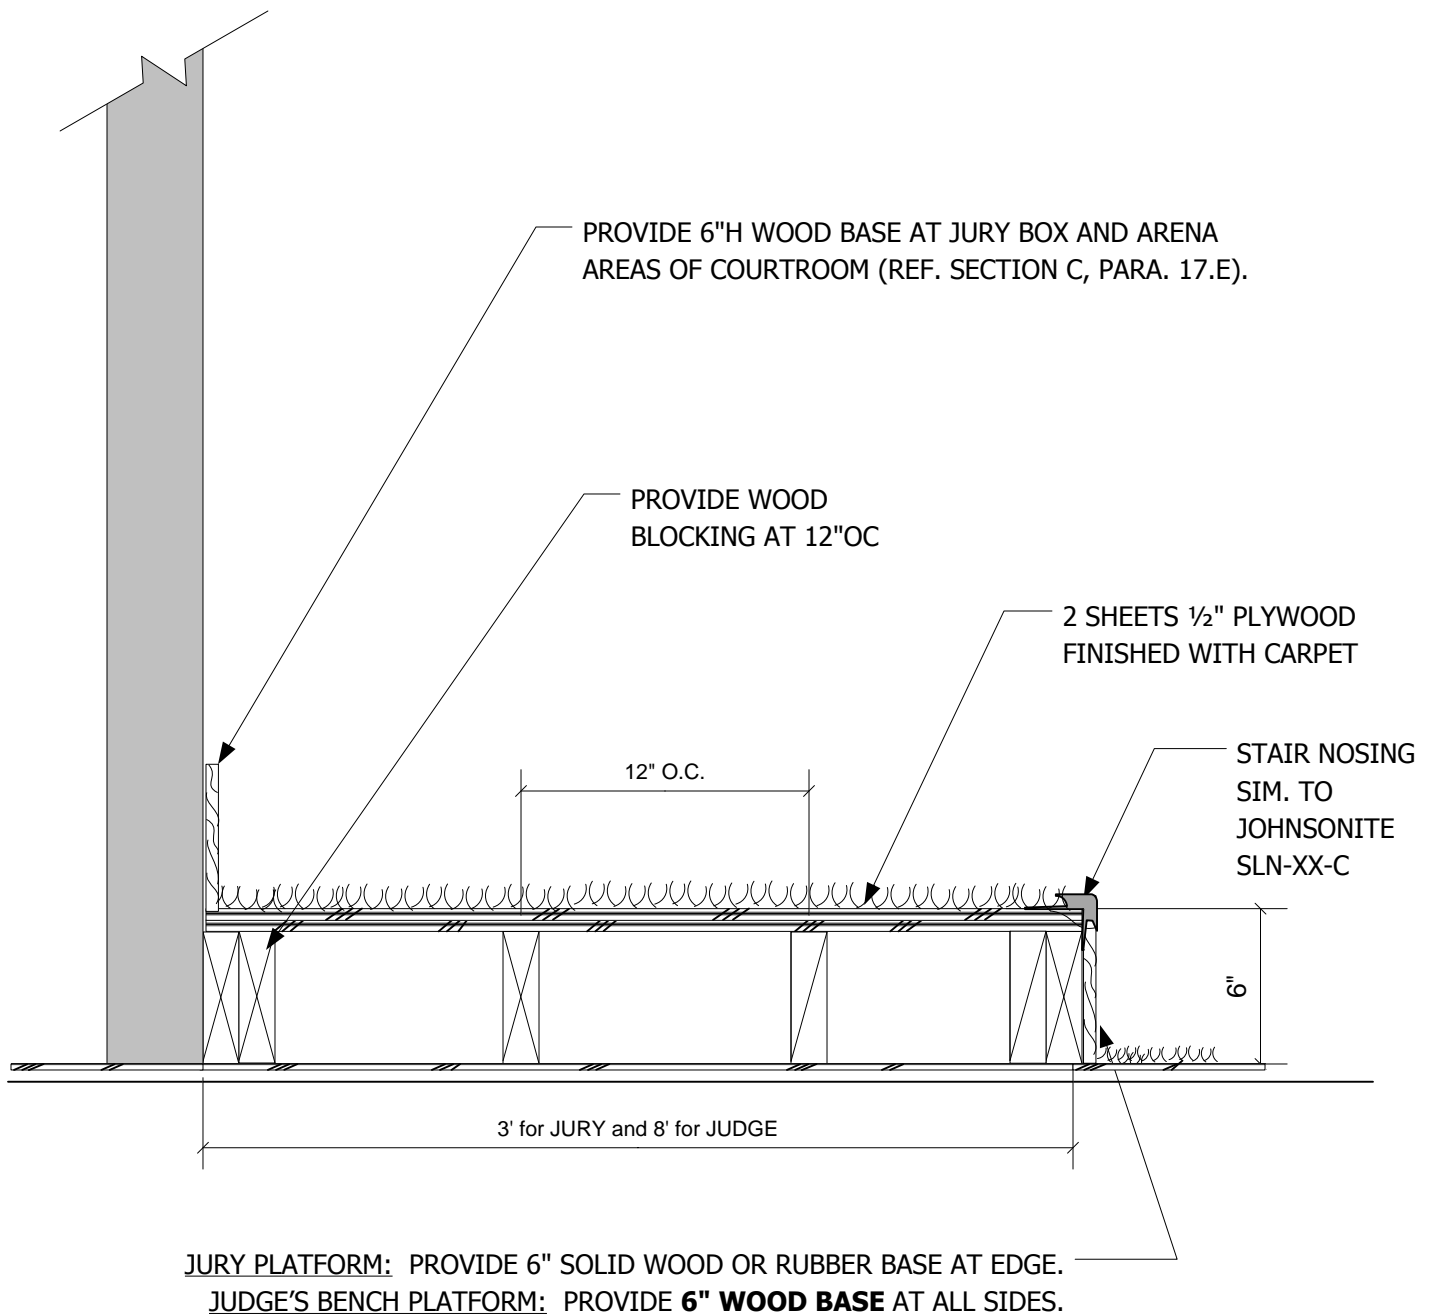 PROVIDE 6"H WOOD BASE AT JURY BOX AND ARENA
AREAS OF COURTROOM (REF. SECTION C, PARA. 17.E).
PROVIDE WOOD
BLOCKING AT 12"OC
2 SHEETS ½" PLYWOOD
FINISHED WITH CARPET
STAIR NOSING
SIM. TO
JOHNSONITE
SLN-XX-C
12" O.C.
6"
3' for JURY and 8' for JUDGE
JURY PLATFORM: PROVIDE 6" SOLID WOOD OR RUBBER BASE AT EDGE.
JUDGE'S BENCH PLATFORM: PROVIDE 6" WOOD BASE AT ALL SIDES.